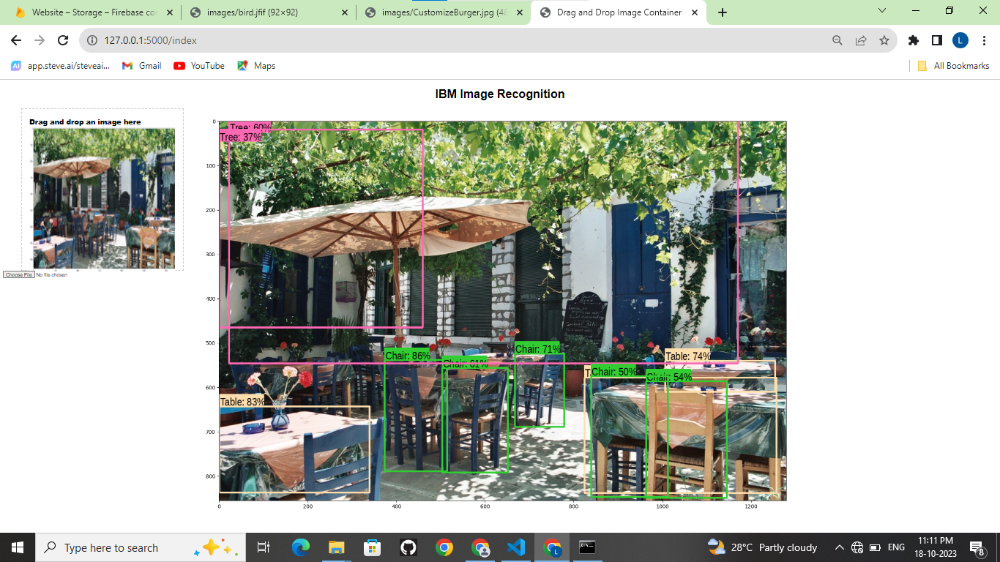 Website – Storage – Firebase co
images/bird.jfif (92×92)
images/CustomizeBurger.jpg (48
Drag and Drop Image Container
127.0.0.1:5000/index
L
AI
app.steve.ai/steveai...
Gmail
YouTube
Maps
All Bookmarks
IBM Image Recognition
Drag and drop an image here
Choose File No file chosen
Tree: 60%
Tree: 37%
Chair: 71%
Chair: 86%
Chair: 61%
Table: 74%
T
Chair: 50%
Chair: 54%
Table: 83%
0
100
200
300
400
500
600
700
800
0
200
400
600
800
1000
1200
Type here to search
L
28°C Partly cloudy
ENG
11:11 PM
18-10-2023
8